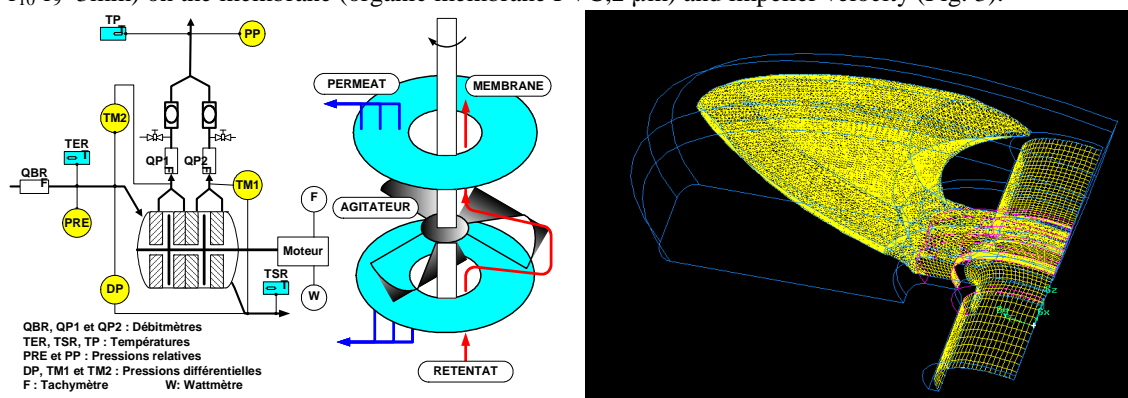 TP
T
PP
TM2
TER
T
QP1
QP2
QBR
F
TM1
PRE
F
Moteur
TSR
T
DP
W
QBR, QP1 et QP2 : Débitmètres
TER, TSR, TP : Températures
PRE et PP : Pressions relatives
DP, TM1 et TM2 : Pressions différentielles
F : Tachymètre W: Wattmètre
PERMEAT
MEMBRANE
AGITATEUR
RETENTAT